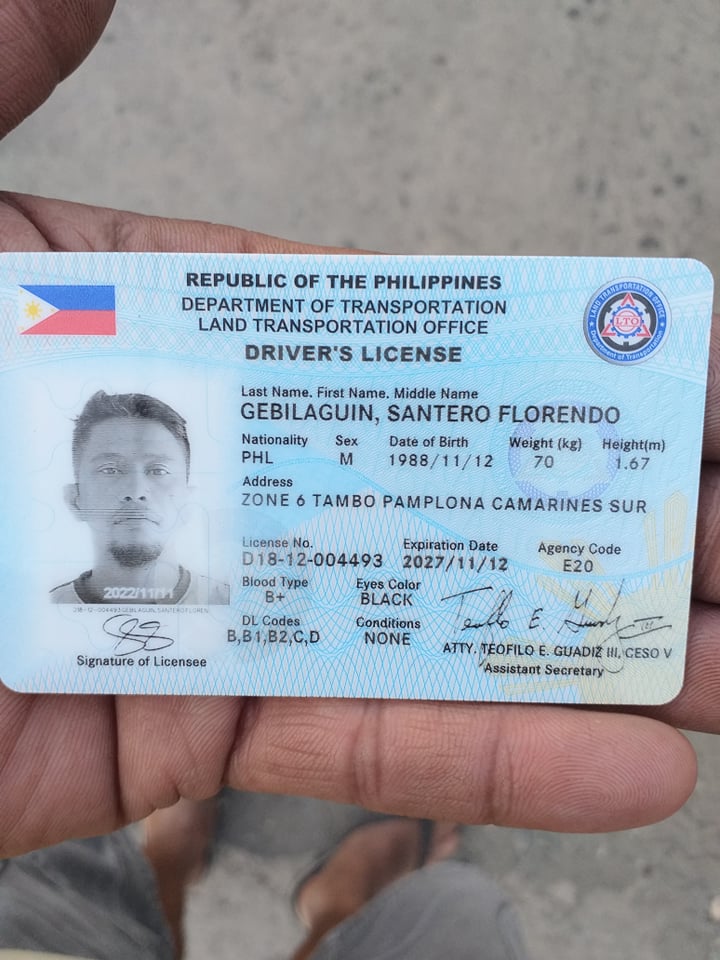 REPUBLIC OF THE PHILIPPINES
DEPARTMENT OF TRANSPORTATION
LAND TRANSPORTATION OFFICE
DRIVER'S LICENSE
LAND TRANSPORTATION OFFICE
LTO
Department of Transportation
Last Name. First Name. Middle Name
GEBILAGUIN, SANTERO FLORENDO
Nationality Sex Date of Birth Weight (kg) Height(m)
PHL M 1988/11/12 70 1.67
Address
ZONE 6 TAMBO PAMPLONA CAMARINES SUR
License No. Expiration Date Agency Code
D18-12-004493 2027/11/12 E20
Blood Type Eyes Color
B+ BLACK
DL Codes Conditions
B,B1,B2,C,D NONE
2022/11/11
D18-12-004493GEBILAGUIN,SANTEROFLOREN
Signature of Licensee
ATTY. TEOFILO E. GUADIZ III, CESO V
Assistant Secretary